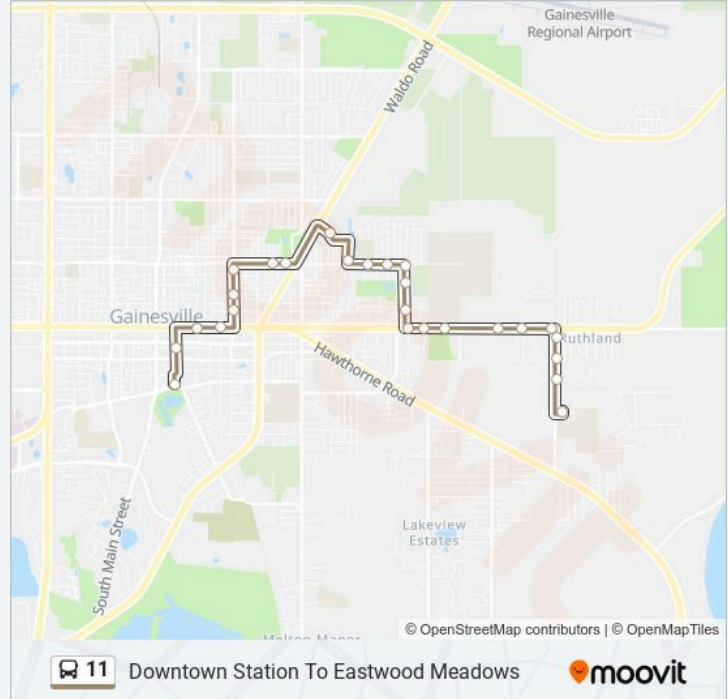 Gainesville
Regional Airport
Waldo Road
Gainesville
Ruthland
Hawthorne Road
Lakeview
Estates
South Main Street
© OpenStreetMap contributors | © OpenMapTiles
11 Downtown Station To Eastwood Meadows
moovit